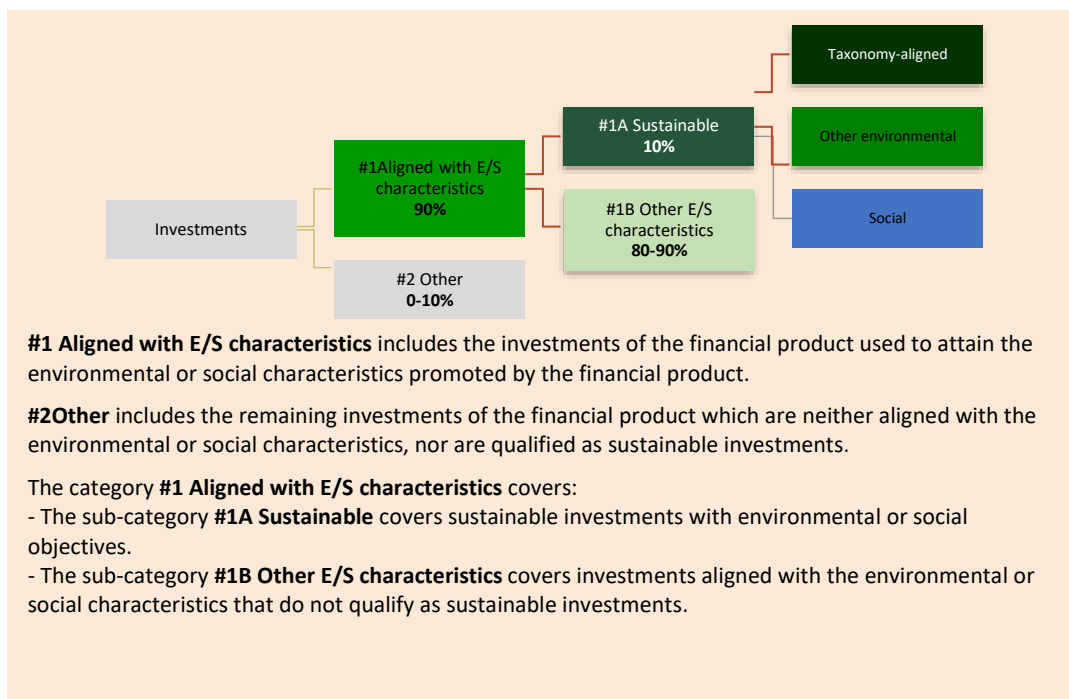 Taxonomy-aligned
#1A Sustainable
10%
Other environmental
#1Aligned with E/S
characteristics
90%
#1B Other E/S
characteristics
80-90%
Social
Investments
#2 Other
0-10%
#1 Aligned with E/S characteristics includes the investments of the financial product used to attain the
environmental or social characteristics promoted by the financial product.
#2Other includes the remaining investments of the financial product which are neither aligned with the
environmental or social characteristics, nor are qualified as sustainable investments.
The category #1 Aligned with E/S characteristics covers:
- The sub-category #1A Sustainable covers sustainable investments with environmental or social
objectives.
- The sub-category #1B Other E/S characteristics covers investments aligned with the environmental or
social characteristics that do not qualify as sustainable investments.